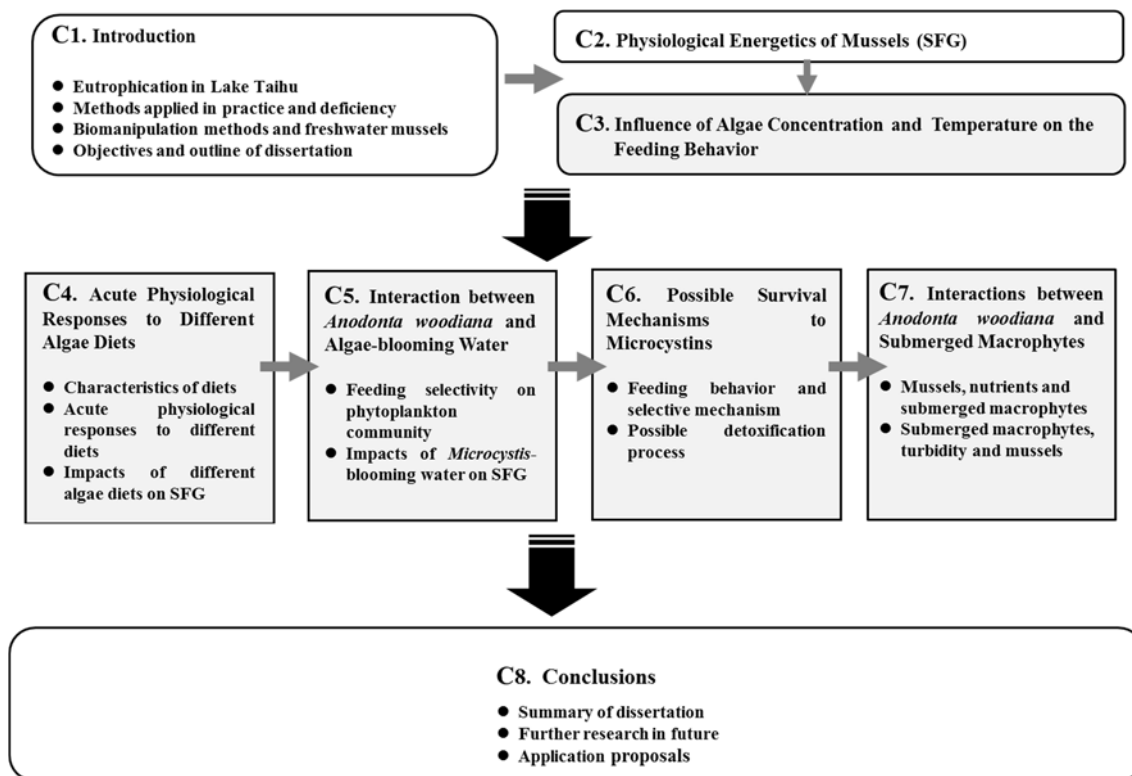 C1. Introduction
● Eutrophication in Lake Taihu
● Methods applied in practice and deficiency
● Biomanipulation methods and freshwater mussels
● Objectives and outline of dissertation
C2. Physiological Energetics of Mussels (SFG)
C3. Influence of Algae Concentration and Temperature on the
Feeding Behavior
C4. Acute Physiological
Responses to Different
Algae Diets
● Characteristics of diets
● Acute physiological
responses to different
diets
● Impacts of different
algae diets on SFG
C5. Interaction between
Anodonta woodiana and
Algae-blooming Water
● Feeding selectivity on
phytoplankton
community
● Impacts of Microcystis-
blooming water on SFG
C6. Possible Survival
Mechanisms to
Microcystins
● Feeding behavior and
selective mechanism
● Possible detoxification
process
C7. Interactions between
Anodonta woodiana and
Submerged Macrophytes
● Mussels, nutrients and
submerged macrophytes
● Submerged macrophytes,
turbidity and mussels
C8. Conclusions
● Summary of dissertation
● Further research in future
● Application proposals